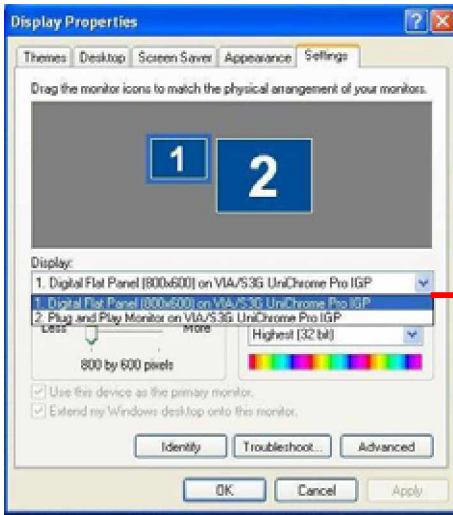 Display Properties
Themes Desktop Screen Saver Appearance Settings
Drag the monitor icons to match the physical arrangement of your monitors.
1
2
Display:
1. Digital Flat Panel (800x600) on VIA/S3G UniChrome Pro IGP
1. Digital Flat Panel (800x600) on VIA/S3G UniChrome Pro IGP
2. Plug and Play Monitor on VIA/S3G UniChrome Pro IGP
Less More Highest (32 bit)
800 by 600 pixels
Use this device as the primary monitor.
Extend my Windows desktop onto this monitor.
Identify Troubleshoot... Advanced
OK Cancel Apply